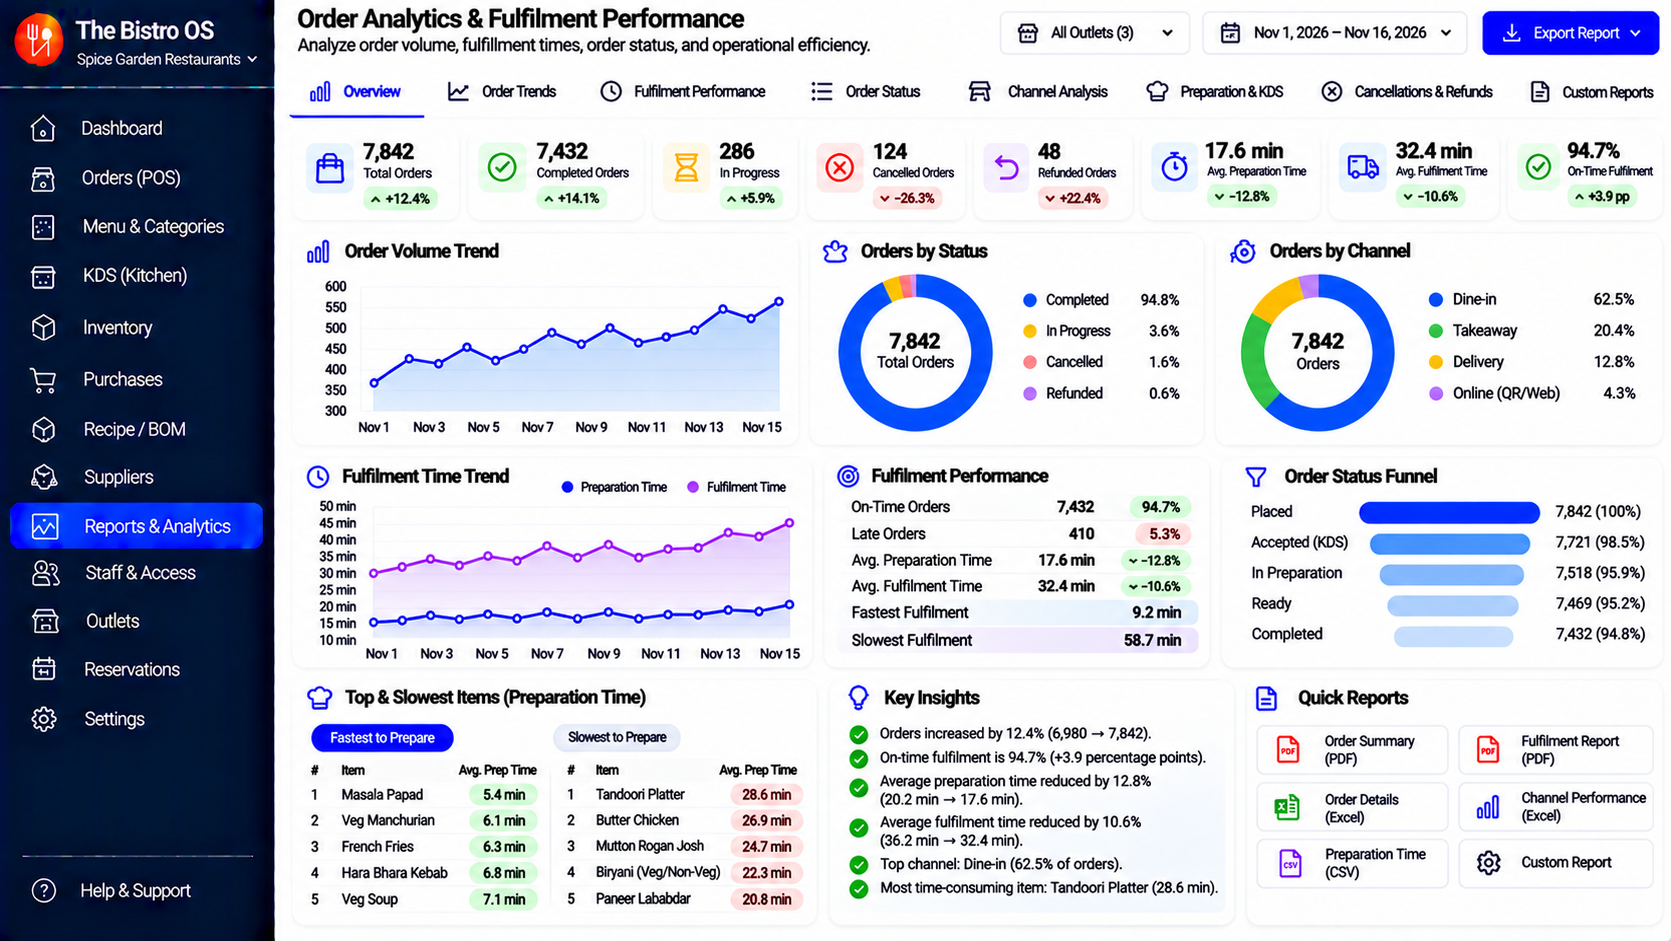 The Bistro OS
Spice Garden Restaurants
Dashboard
Orders (POS)
Menu & Categories
KDS (Kitchen)
Inventory
Purchases
Recipe / BOM
Suppliers
Reports & Analytics
Staff & Access
Outlets
Reservations
Settings
Help & Support
Order Analytics & Fulfilment Performance
Analyze order volume, fulfillment times, order status, and operational efficiency.
All Outlets (3)
Nov 1, 2026 – Nov 16, 2026
Export Report
Overview
Order Trends
Fulfilment Performance
Order Status
Channel Analysis
Preparation & KDS
Cancellations & Refunds
Custom Reports
7,842
Total Orders
+12.4%
7,432
Completed Orders
+14.1%
286
In Progress
+5.9%
124
Cancelled Orders
−26.3%
48
Refunded Orders
+22.4%
17.6 min
Avg. Preparation Time
−12.8%
32.4 min
Avg. Fulfilment Time
−10.6%
94.7%
On-Time Fulfilment
+3.9 pp
Order Volume Trend
600
550
500
450
400
350
300
Nov 1 Nov 3 Nov 5 Nov 7 Nov 9 Nov 11 Nov 13 Nov 15
Orders by Status
7,842
Total Orders
Completed 94.8%
In Progress 3.6%
Cancelled 1.6%
Refunded 0.6%
Orders by Channel
7,842
Orders
Dine-in 62.5%
Takeaway 20.4%
Delivery 12.8%
Online (QR/Web) 4.3%
Fulfilment Time Trend
Preparation Time Fulfilment Time
50 min
45 min
40 min
35 min
30 min
25 min
20 min
15 min
10 min
Nov 1 Nov 3 Nov 5 Nov 7 Nov 9 Nov 11 Nov 13 Nov 15
Fulfilment Performance
On-Time Orders 7,432 94.7%
Late Orders 410 5.3%
Avg. Preparation Time 17.6 min −12.8%
Avg. Fulfilment Time 32.4 min −10.6%
Fastest Fulfilment 9.2 min
Slowest Fulfilment 58.7 min
Order Status Funnel
Placed 7,842 (100%)
Accepted (KDS) 7,721 (98.5%)
In Preparation 7,518 (95.9%)
Ready 7,469 (95.2%)
Completed 7,432 (94.8%)
Top & Slowest Items (Preparation Time)
Fastest to Prepare
# Item Avg. Prep Time
1 Masala Papad 5.4 min
2 Veg Manchurian 6.1 min
3 French Fries 6.3 min
4 Hara Bhara Kebab 6.8 min
5 Veg Soup 7.1 min
Slowest to Prepare
# Item Avg. Prep Time
1 Tandoori Platter 28.6 min
2 Butter Chicken 26.9 min
3 Mutton Rogan Josh 24.7 min
4 Biryani (Veg/Non-Veg) 22.3 min
5 Paneer Lababdar 20.8 min
Key Insights
Orders increased by 12.4% (6,980 → 7,842).
On-time fulfilment is 94.7% (+3.9 percentage points).
Average preparation time reduced by 12.8%
(20.2 min → 17.6 min).
Average fulfilment time reduced by 10.6%
(36.2 min → 32.4 min).
Top channel: Dine-in (62.5% of orders).
Most time-consuming item: Tandoori Platter (28.6 min).
Quick Reports
PDF
Order Summary
(PDF)
PDF
Fulfilment Report
(PDF)
X
Order Details
(Excel)
Channel Performance
(Excel)
CSV
Preparation Time
(CSV)
Custom Report